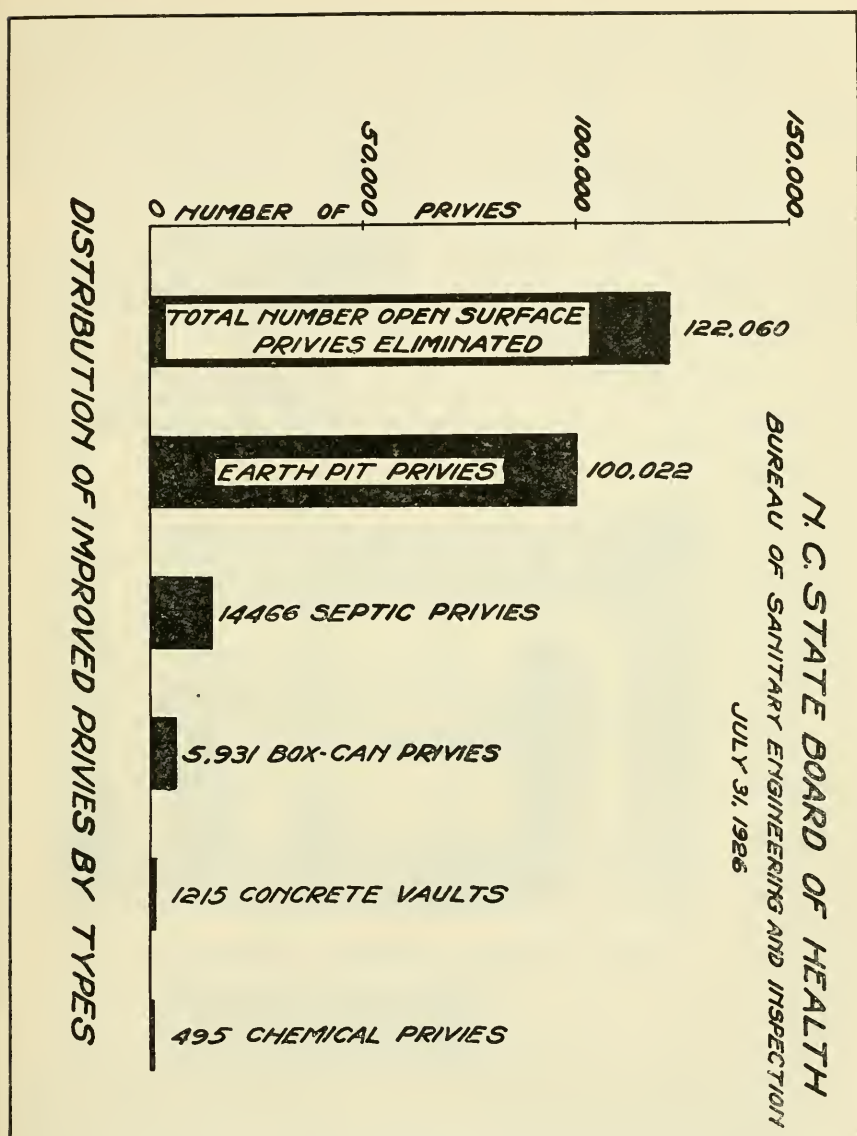 N. C. STATE BOARD OF HEALTH
BUREAU OF SANITARY ENGINEERING AND INSPECTION
JULY 31, 1926
150.000
100.000
50.000
0
NUMBER OF PRIVIES
TOTAL NUMBER OPEN SURFACE
PRIVIES ELIMINATED
122.060
EARTH PIT PRIVIES
100,022
14466 SEPTIC PRIVIES
5.931 BOX-CAN PRIVIES
1215 CONCRETE VAULTS
495 CHEMICAL PRIVIES
DISTRIBUTION OF IMPROVED PRIVIES BY TYPES